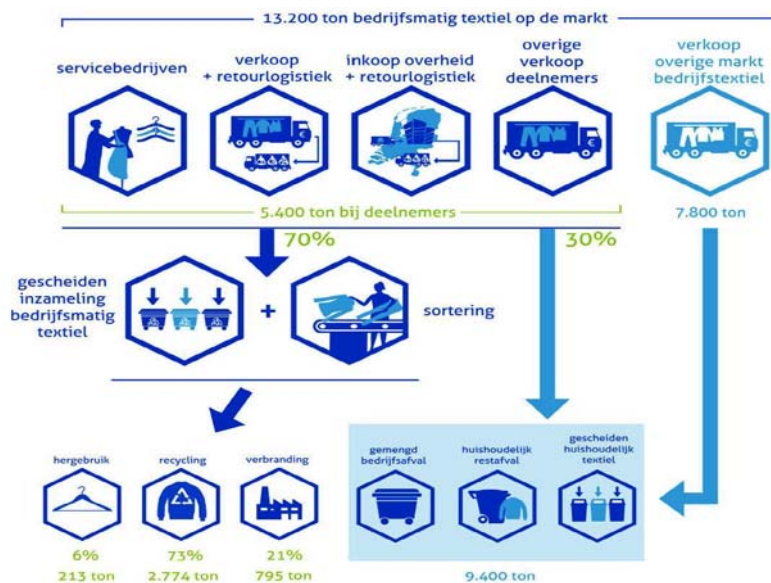 13.200 ton bedrijfsmatig textiel op de markt
servicebedrijven
verkoop
+ retourlogistiek
inkoop overheid
+ retourlogistiek
overige
verkoop
deelnemers
verkoop
overige markt
bedrijfstextiel
€
€
€
5.400 ton bij deelnemers
7.800 ton
70%
30%
gescheiden
inzameling
bedrijfsmatig
textiel
+
sortering
hergebruik
recycling
verbranding
gemengd
bedrijfsafval
huishoudelijk
restafval
gescheiden
huishoudelijk
textiel
6%
73%
21%
213 ton
2.774 ton
795 ton
9.400 ton